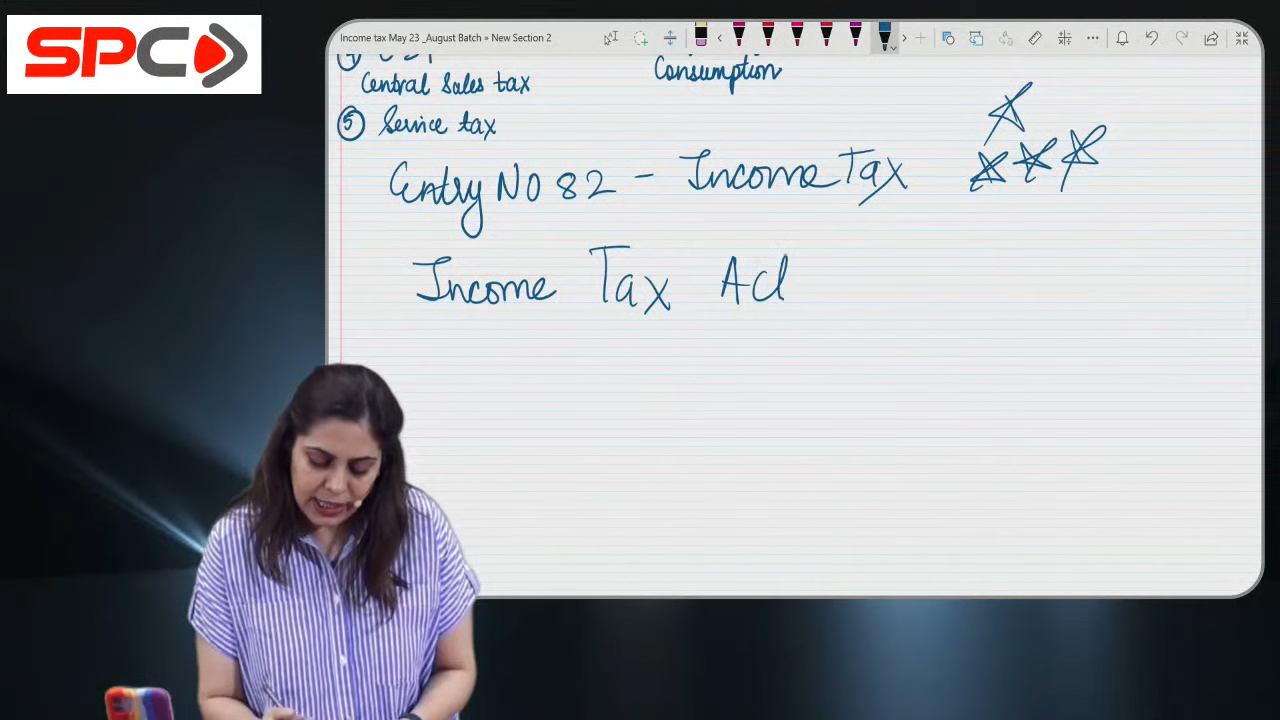 SPC
Income tax May 23 _August Batch » New Section 2
Central Sales tax
Consumption
5 Service tax
Entry No 82 - Income Tax
Income Tax Act